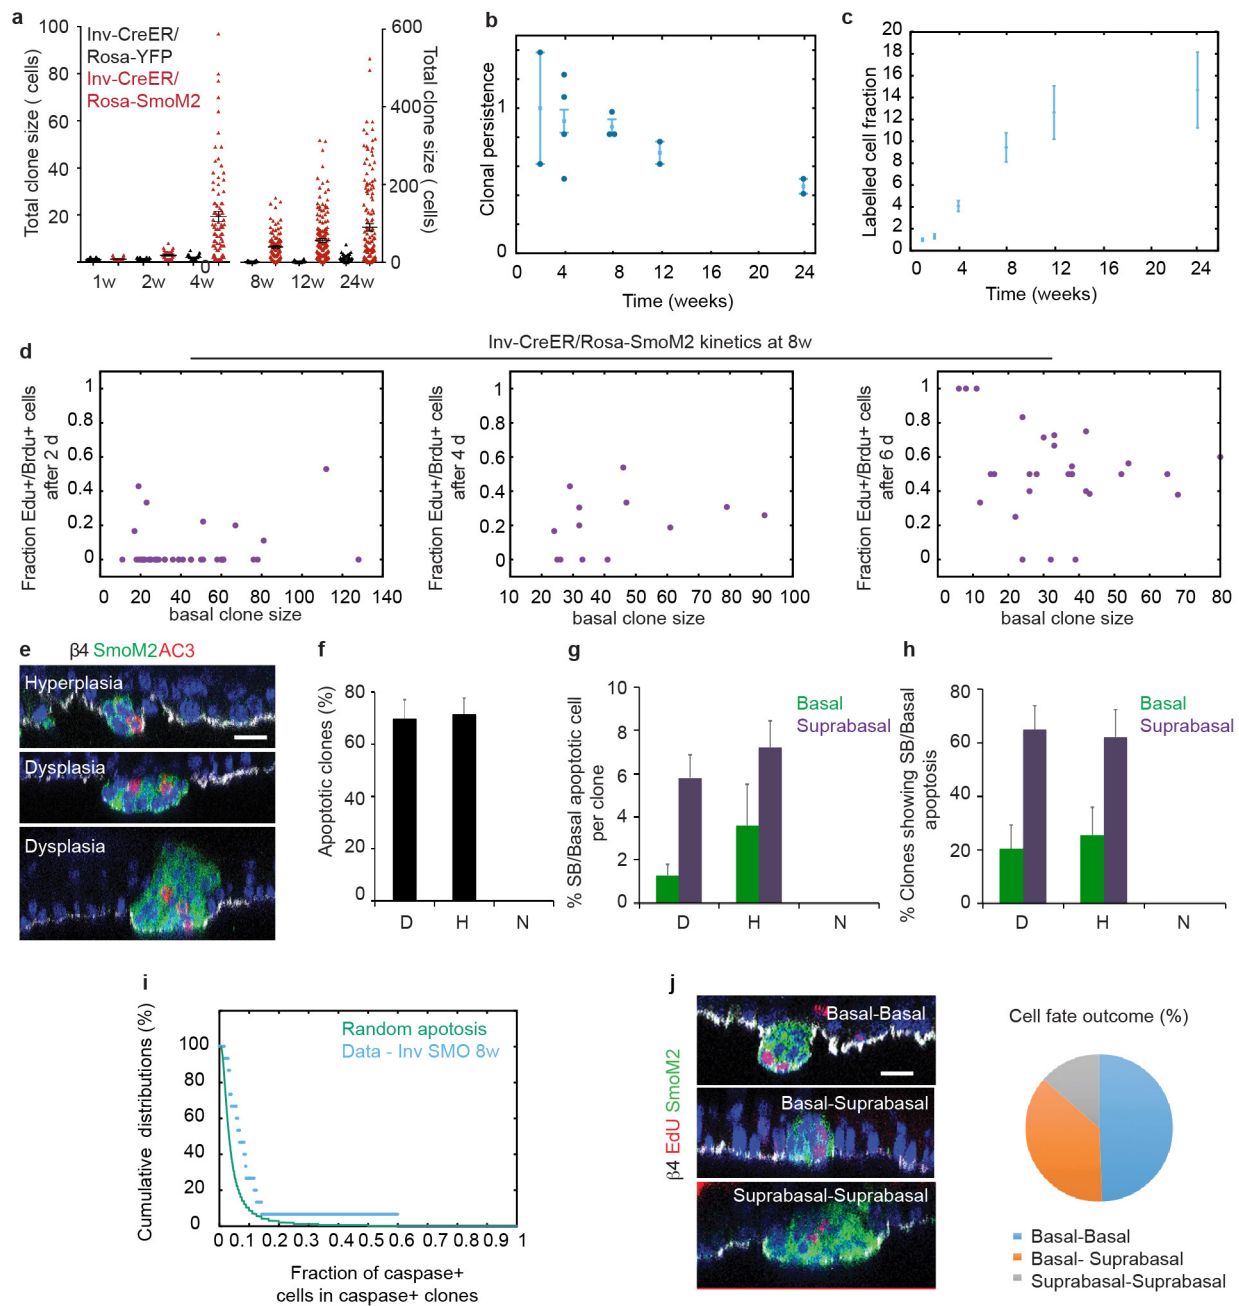 a
Inv-CreER/
Rosa-YFP
Inv-CreER/
Rosa-SmoM2
Total clone size ( cells)
100
80
60
40
20
0
1w
2w
4w
8w
12w
24w
600
400
200
0
Total clone size ( cells)
b
Clonal persistence
1
0
0
4
8
12
16
20
24
Time (weeks)
c
Labelled cell fraction
20
18
16
14
12
10
8
6
4
2
0
0
4
8
12
16
20
24
Time (weeks)
d
Inv-CreER/Rosa-SmoM2 kinetics at 8w
Fraction Edu+/Brdu+ cells
after 2 d
1
0.8
0.6
0.4
0.2
0
0
20
40
60
80
100
120
140
basal clone size
Fraction Edu+/Brdu+ cells
after 4 d
1
0.8
0.6
0.4
0.2
0
10
20
30
40
50
60
70
80
90
100
basal clone size
Fraction Edu+/Brdu+ cells
after 6 d
1
0.8
0.6
0.4
0.2
0
0
10
20
30
40
50
60
70
80
basal clone size
e
β4 SmoM2AC3
Hyperplasia
Dysplasia
Dysplasia
f
Apoptotic clones (%)
80
60
40
20
0
D
H
N
g
% SB/Basal apoptotic cell
per clone
10
8
6
4
2
0
Basal
Suprabasal
D
H
N
h
% Clones showing SB/Basal
apoptosis
80
60
40
20
0
Basal
Suprabasal
D
H
N
i
Cumulative distributions (%)
100
80
60
40
20
0
Random apotosis
Data - Inv SMO 8w
0 0.1 0.2 0.3 0.4 0.5 0.6 0.7 0.8 0.9 1
Fraction of caspase+
cells in caspase+ clones
j
β4 EdU SmoM2
Basal-Basal
Basal-Suprabasal
Suprabasal-Suprabasal
Cell fate outcome (%)
Basal-Basal
Basal- Suprabasal
Suprabasal-Suprabasal